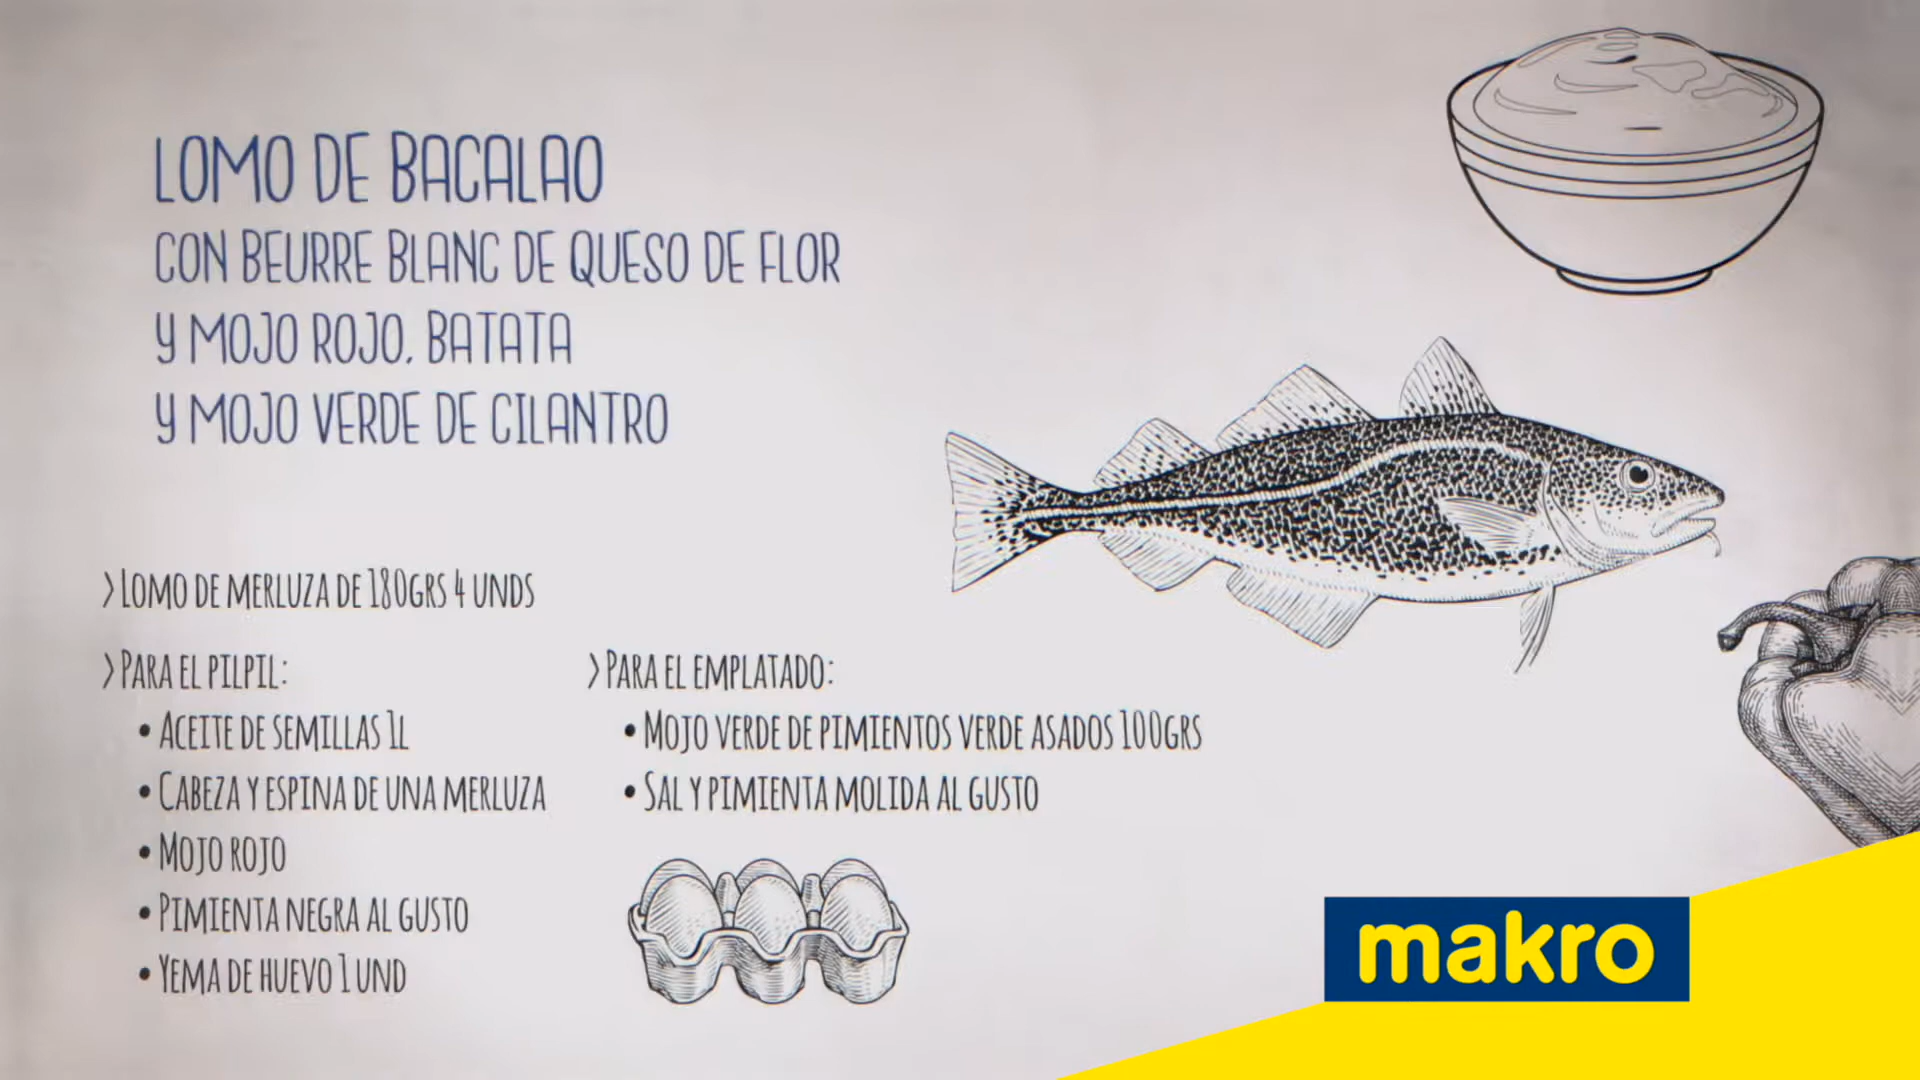 LOMO DE BACALAO
CON BEURRE BLANC DE QUESO DE FLOR
Y MOJO ROJO, BATATA
Y MOJO VERDE DE CILANTRO
> LOMO DE MERLUZA DE 180GRS 4 UNDS
> PARA EL PILPIL:
• ACEITE DE SEMILLAS 1L
• CABEZA Y ESPINA DE UNA MERLUZA
• MOJO ROJO
• PIMIENTA NEGRA AL GUSTO
• YEMA DE HUEVO 1 UND
> PARA EL EMPLATADO:
• MOJO VERDE DE PIMIENTOS VERDE ASADOS 100GRS
• SAL Y PIMIENTA MOLIDA AL GUSTO
makro